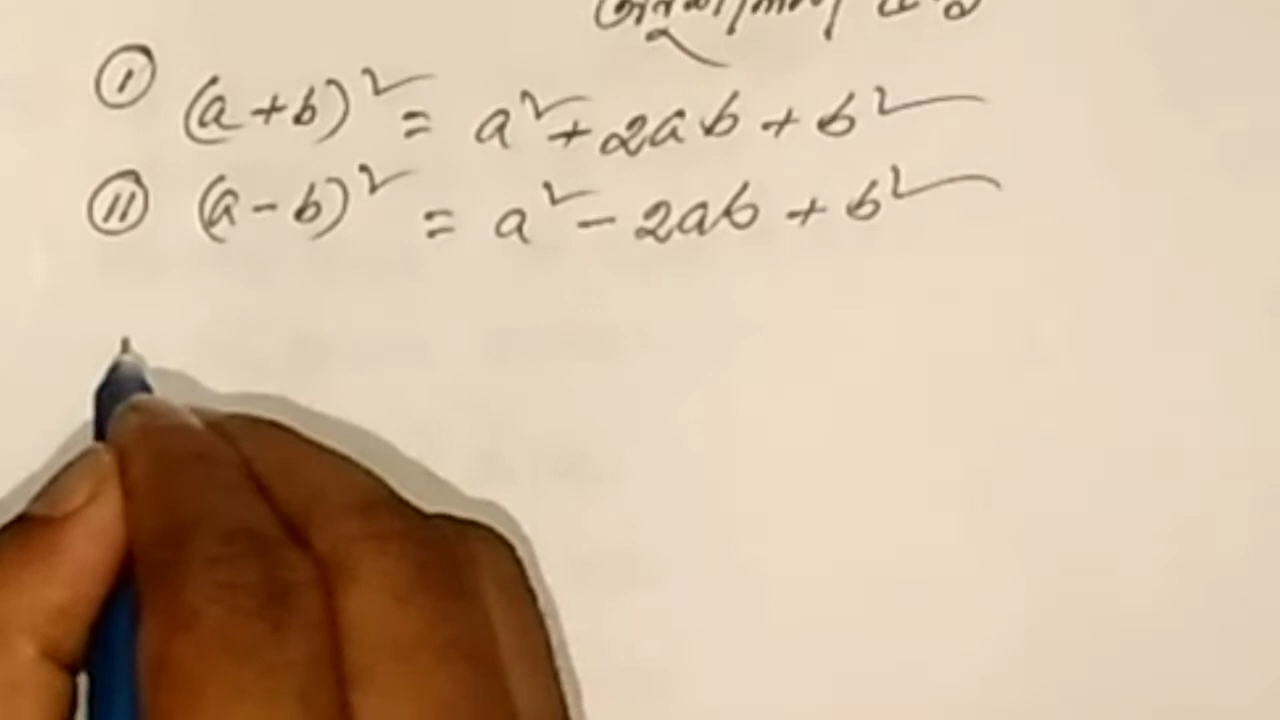 (I) (a+b)² = a² + 2ab + b²
(II) (a-b)² = a² - 2ab + b²